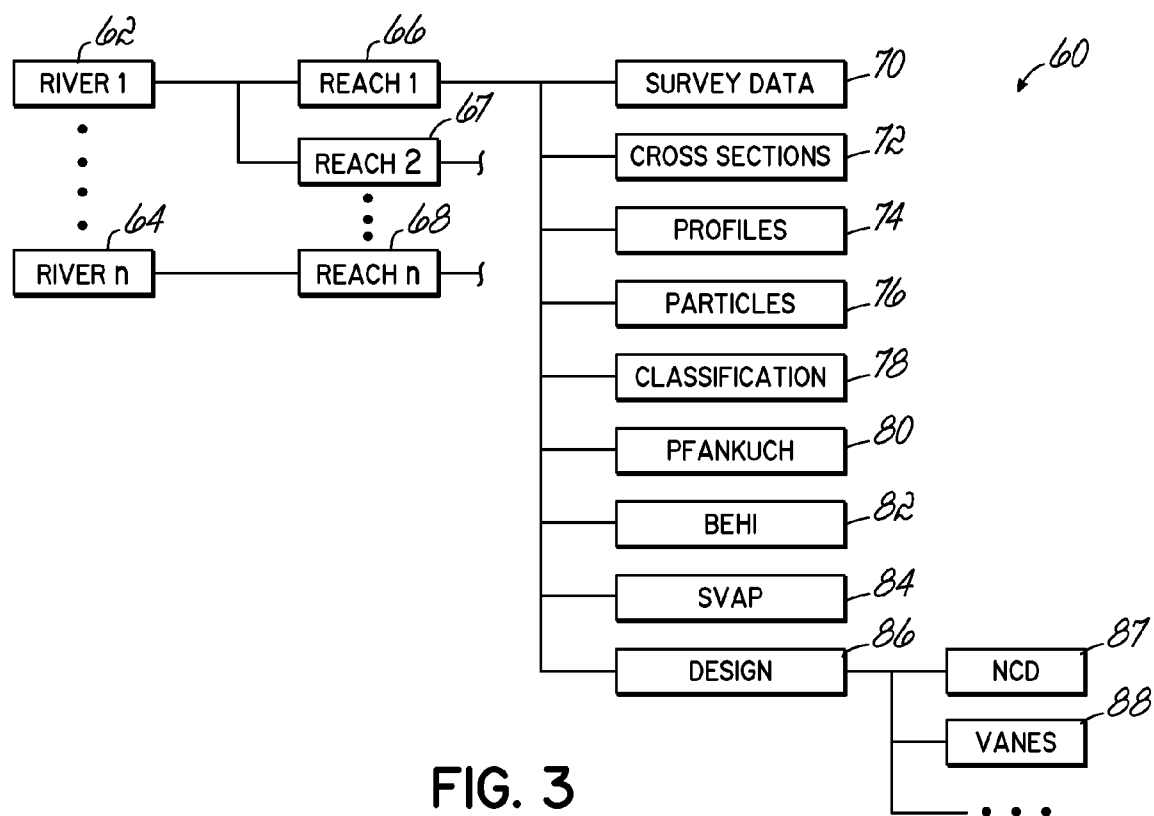 62
66
60
RIVER 1
REACH 1
SURVEY DATA
70
67
REACH 2
CROSS SECTIONS
72
64
68
PROFILES
74
RIVER n
REACH n
PARTICLES
76
CLASSIFICATION
78
PFANKUCH
80
BEHI
82
SVAP
84
DESIGN
86
NCD
87
VANES
88
FIG. 3